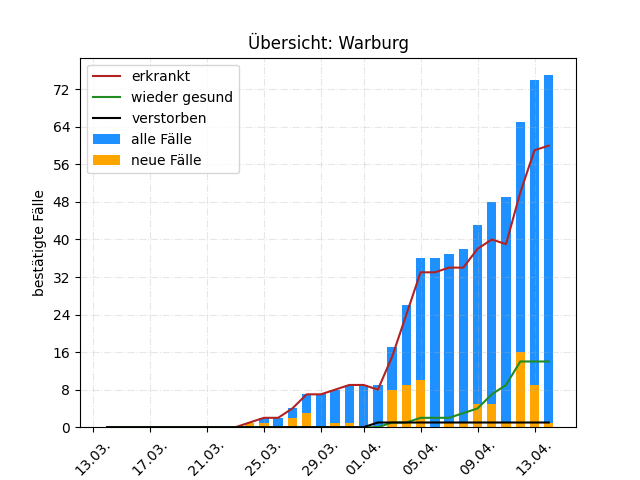 Übersicht: Warburg
erkrankt
wieder gesund
verstorben
alle Fälle
neue Fälle
bestätigte Fälle
72
64
56
48
40
32
24
16
8
0
13.03.
17.03.
21.03.
25.03.
29.03.
01.04.
05.04.
09.04.
13.04.